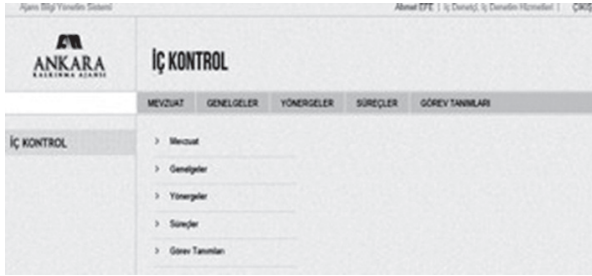 Ajans Bilgi Yönetim Sistemi
Ahmet EFE | İç Denetçi, İç Denetim Hizmetleri | ÇIKIŞ
ANKARA
KALKINMA AJANSI
İÇ KONTROL
MEVZUAT GENELGELER YÖNERGELER SÜREÇLER GÖREV TANIMLARI
İÇ KONTROL
> Mevzuat
> Genelgeler
> Yönergeler
> Süreçler
> Görev Tanımları